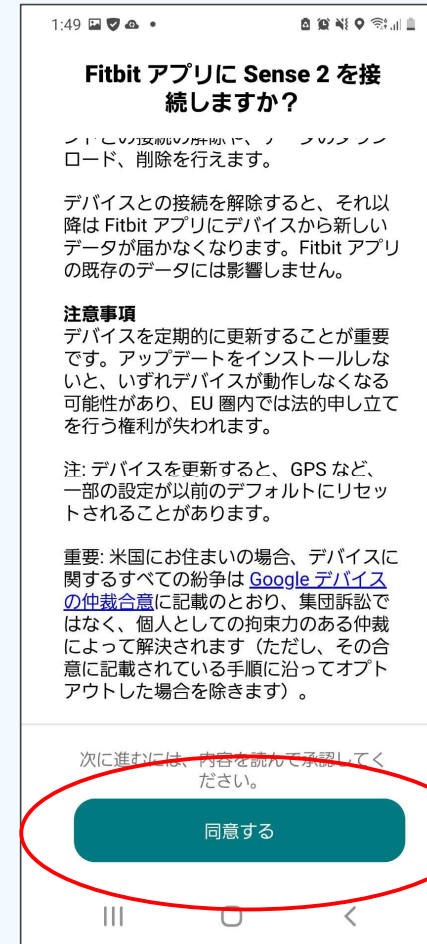 1:49
Fitbit アプリに Sense 2 を接
続しますか？
ロード、削除を行えます。
デバイスとの接続を解除すると、それ以
降は Fitbit アプリにデバイスから新しい
データが届かなくなります。Fitbit アプリ
の既存のデータには影響しません。
注意事項
デバイスを定期的に更新することが重要
です。アップデートをインストールしな
いと、いずれデバイスが動作しなくなる
可能性があり、EU 圏内では法的申し立て
を行う権利が失われます。
注: デバイスを更新すると、GPS など、
一部の設定が以前のデフォルトにリセッ
トされることがあります。
重要: 米国にお住まいの場合、デバイスに
関するすべての紛争は Google デバイス
の仲裁合意に記載のとおり、集団訴訟で
はなく、個人としての拘束力のある仲裁
によって解決されます（ただし、その合
意に記載されている手順に沿ってオプト
アウトした場合を除きます）。
次に進むには、内容を読んで承認してく
ださい。
同意する